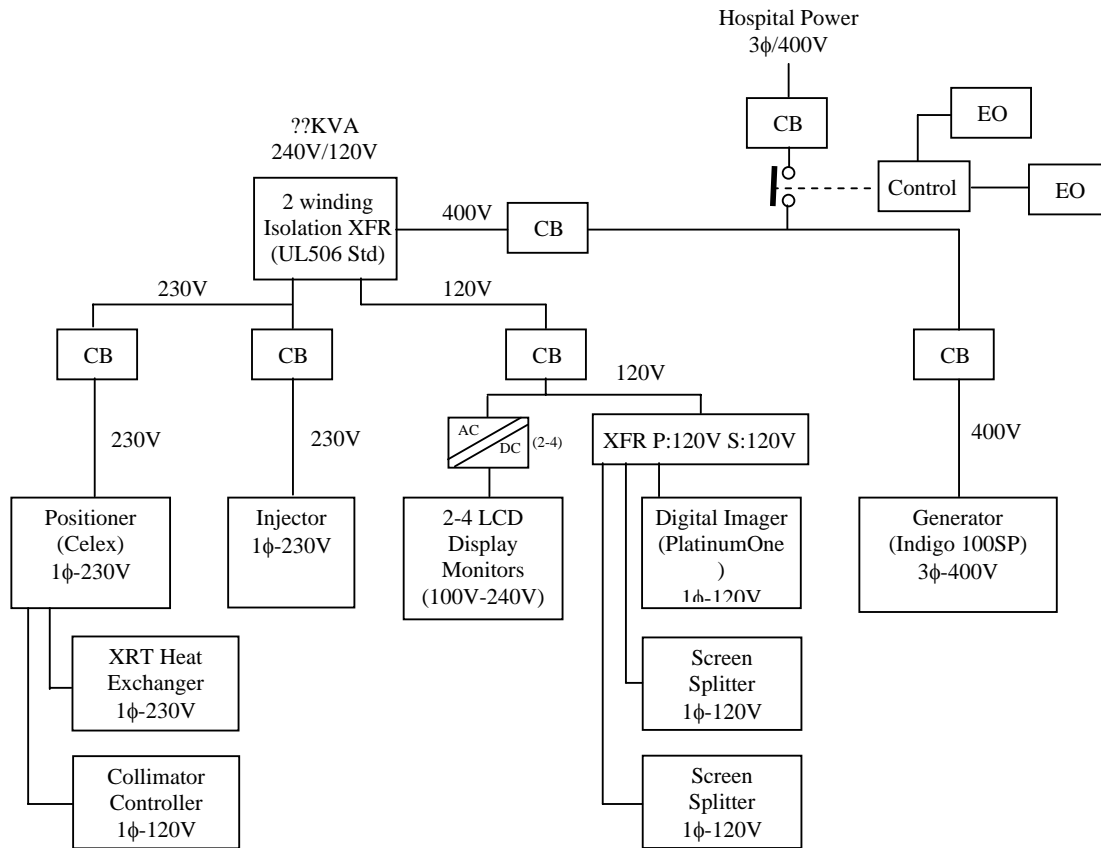 Hospital Power
3ϕ/400V
CB
EO
Control
EO
??KVA
240V/120V
2 winding
Isolation XFR
(UL506 Std)
400V
CB
230V
120V
CB
CB
CB
CB
120V
230V
230V
400V
AC
DC
(2-4)
XFR P:120V S:120V
Positioner
(Celex)
1ϕ-230V
Injector
1ϕ-230V
2-4 LCD
Display
Monitors
(100V-240V)
Digital Imager
(PlatinumOne
)
1ϕ-120V
Generator
(Indigo 100SP)
3ϕ-400V
XRT Heat
Exchanger
1ϕ-230V
Screen
Splitter
1ϕ-120V
Collimator
Controller
1ϕ-120V
Screen
Splitter
1ϕ-120V